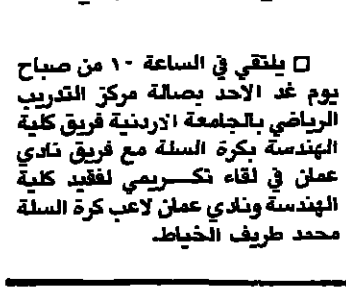 □ يلتقي في الساعة ١٠ من صباح
يوم غد الاحد بصالة مركز التدريب
الرياضي بالجامعة الاردنية فريق كلية
الهندسة بكرة السلة مع فريق نادي
عمان في لقاء تكـــريمي لفقيد كلية
الهندسة ونادي عمان لاعب كرة السلة
محمد طريف الخياط.